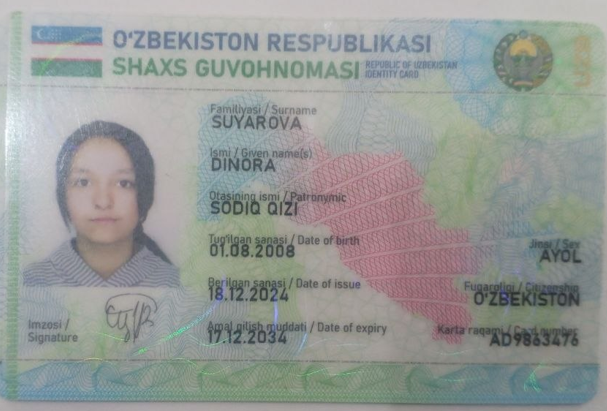 O'ZBEKISTON RESPUBLIKASI
SHAXS GUVOHNOMASI REPUBLIC OF UZBEKISTAN IDENTITY CARD
Familiyasi / Surname
SUYAROVA
Ismi / Given name(s)
DINORA
Otasining ismi / Patronymic
SODIQ QIZI
Tug'ilgan sanasi / Date of birth
01.08.2008
Jinsi / Sex
AYOL
Berilgan sanasi / Date of issue
18.12.2024
Fuqaroligi / Citizenship
O'ZBEKISTON
Amal qilish muddati / Date of expiry
17.12.2034
Karta raqami / Card number
AD9863476
Imzosi /
Signature